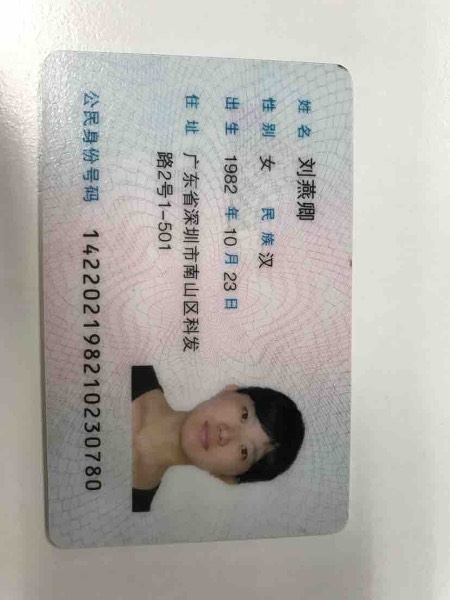 姓名 刘燕卿
性别 女 民族 汉
出生 1982 年 10 月 23 日
住址 广东省深圳市南山区科发
路2号1-501
公民身份号码 142202198210230780